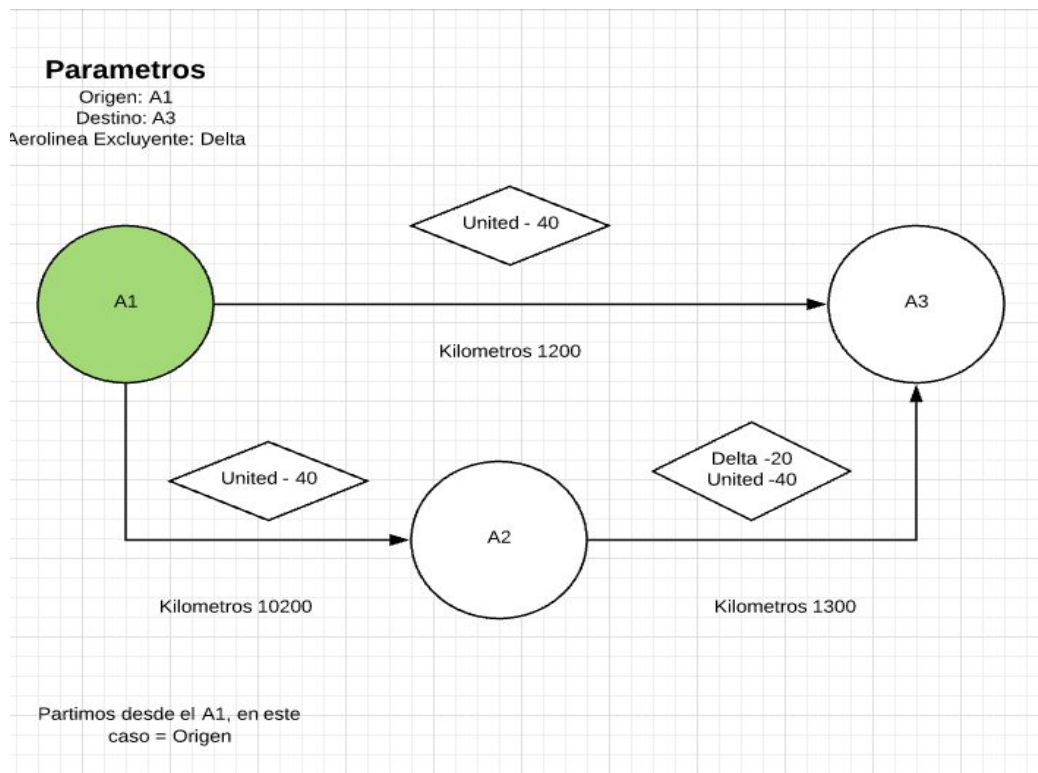 Parametros
Origen: A1
Destino: A3
Aerolinea Excluyente: Delta
United - 40
A1
A3
Kilometros 1200
United - 40
Delta -20
United -40
A2
Kilometros 10200
Kilometros 1300
Partimos desde el A1, en este
caso = Origen